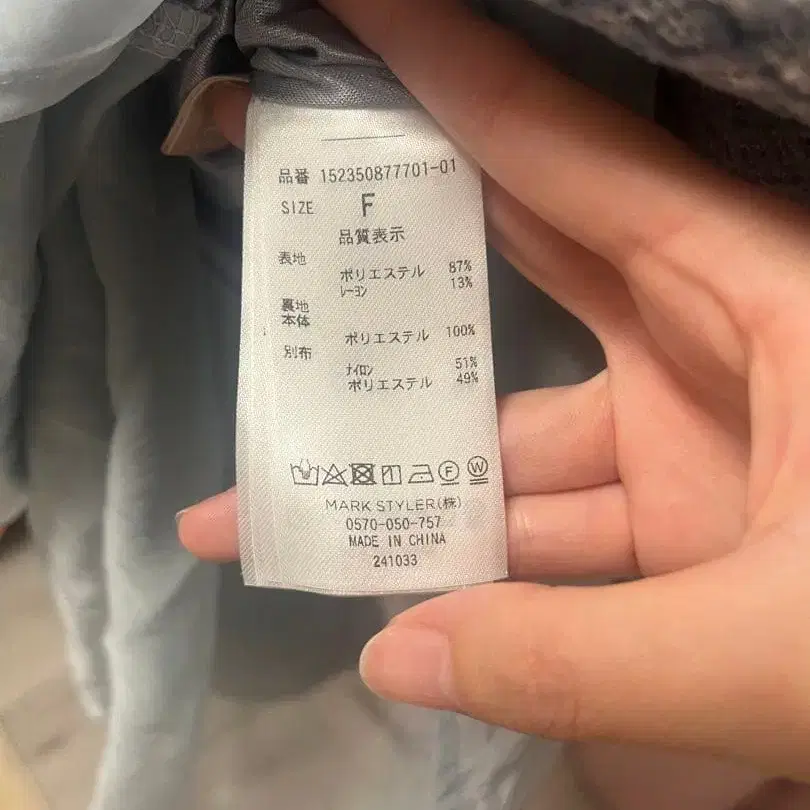 品番 152350877701-01
SIZE F
品質表示
表地
ポリエステル 87%
レーヨン 13%
裏地
本体
ポリエステル 100%
別布
ナイロン 51%
ポリエステル 49%
F W
MARK STYLER(株)
0570-050-757
MADE IN CHINA
241033